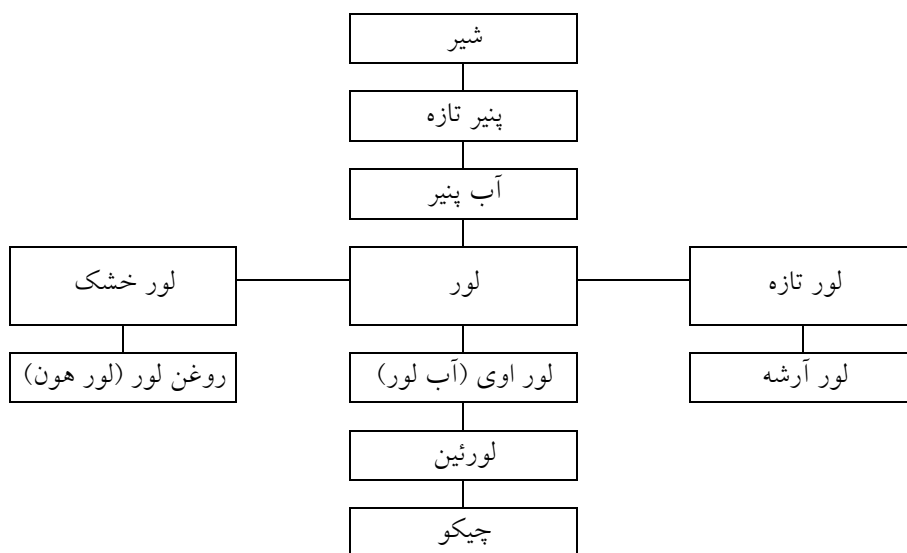 شیر
پنیر تازه
آب پنیر
لور تازه
لور
لور خشک
لور آرشه
لور اوی (آب لور)
روغن لور (لور هون)
لورئین
چیکو